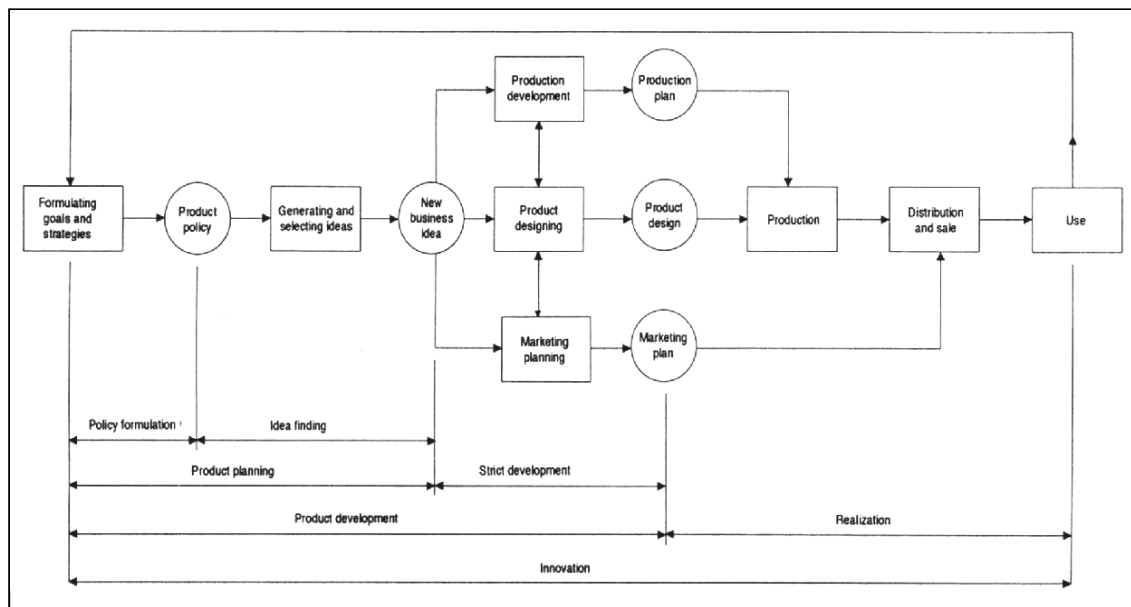 Production
development
Production
plan
Formulating
goals and
strategies
Product
policy
Generating and
selecting ideas
New
business
idea
Product
designing
Product
design
Production
Distribution
and sale
Use
Marketing
planning
Marketing
plan
Policy formulation
Idea finding
Product planning
Strict development
Product development
Realization
Innovation